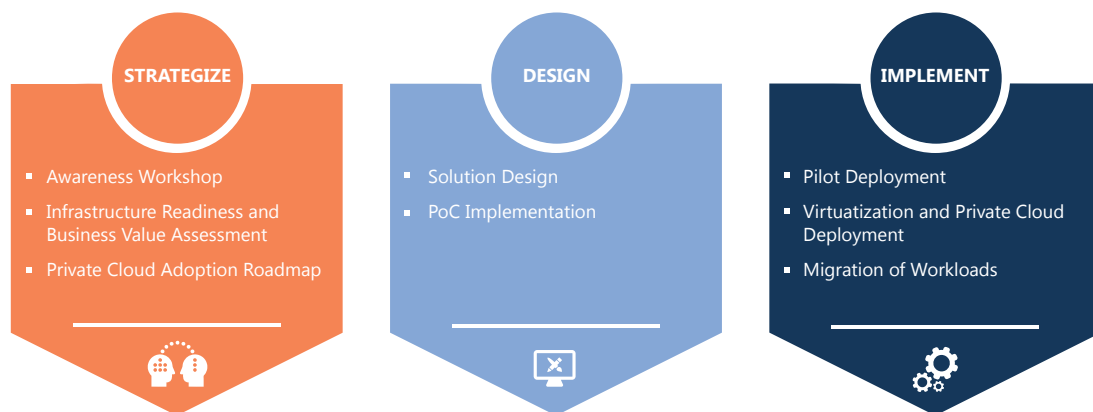 STRATEGIZE
▪ Awareness Workshop
▪ Infrastructure Readiness and
Business Value Assessment
▪ Private Cloud Adoption Roadmap
DESIGN
▪ Solution Design
▪ PoC Implementation
IMPLEMENT
▪ Pilot Deployment
▪ Virtuatization and Private Cloud
Deployment
▪ Migration of Workloads